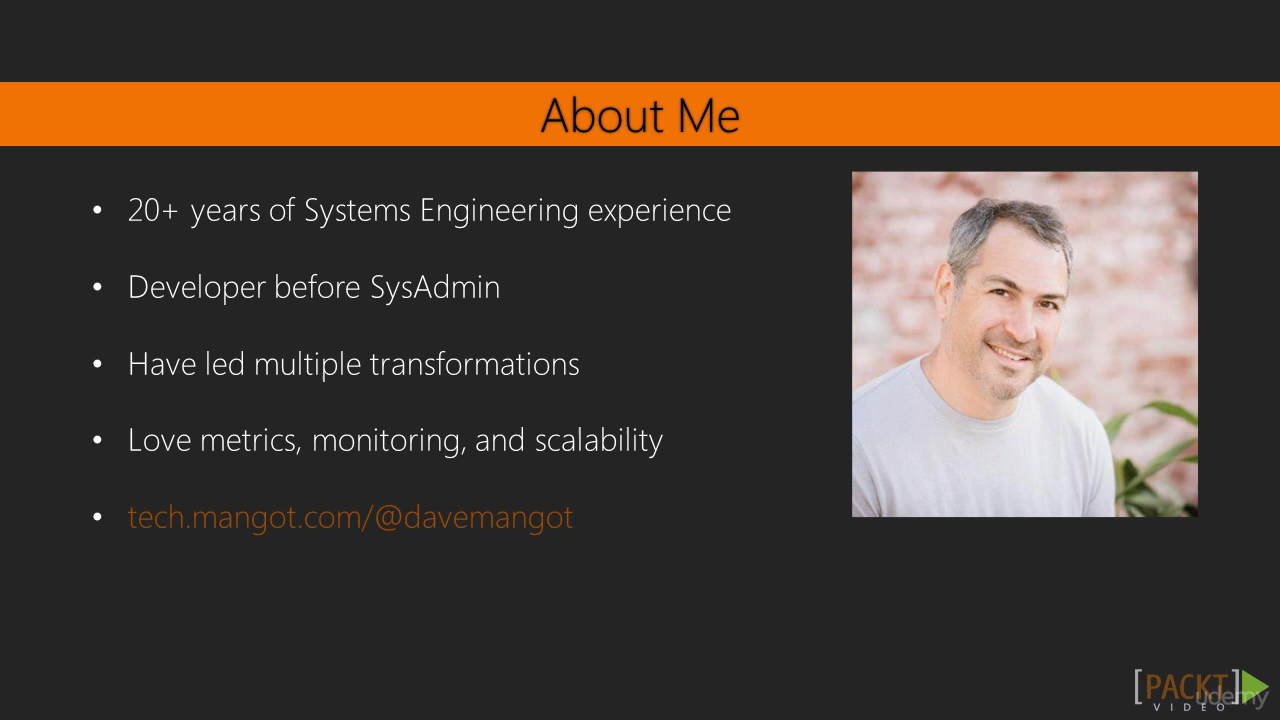 About Me
• 20+ years of Systems Engineering experience
• Developer before SysAdmin
• Have led multiple transformations
• Love metrics, monitoring, and scalability
• tech.mangot.com/@davemangot
[PACKT]
VIDEO
udemy